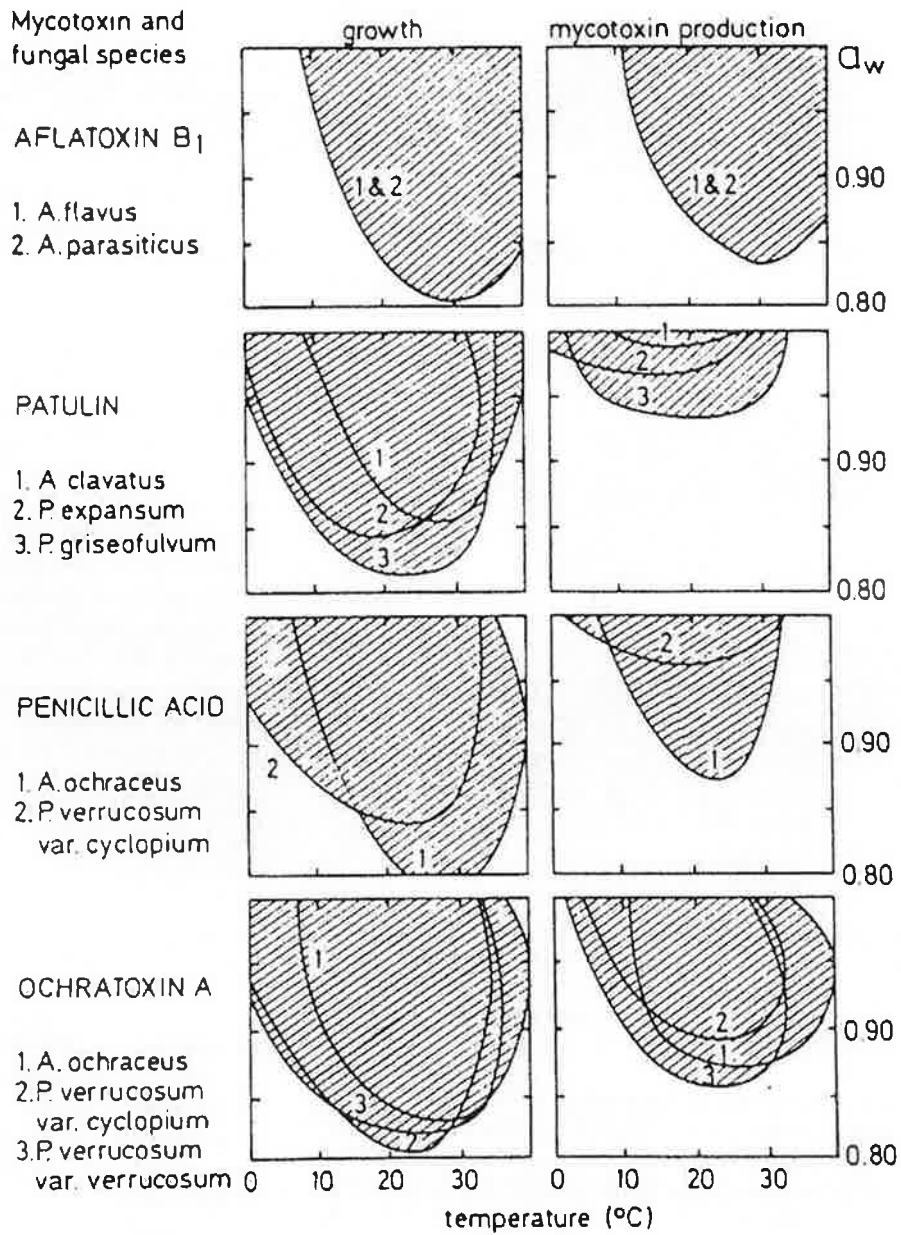 Mycotoxin and
fungal species
growth
mycotoxin production
a_w
AFLATOXIN B1
1. A. flavus
2. A. parasiticus
1 & 2
1 & 2
0.90
0.80
PATULIN
1. A clavatus
2. P. expansum
3. P. griseofulvum
1
2
3
1
2
3
0.90
0.80
PENICILLIC ACID
1. A. ochraceus
2. P. verrucosum
var. cyclopium
2
1
2
1
0.90
0.80
OCHRATOXIN A
1. A. ochraceus
2. P. verrucosum
var. cyclopium
3. P. verrucosum
var. verrucosum
1
3
2
2
1
3
0.90
0.80
0 10 20 30
0 10 20 30
temperature (°C)